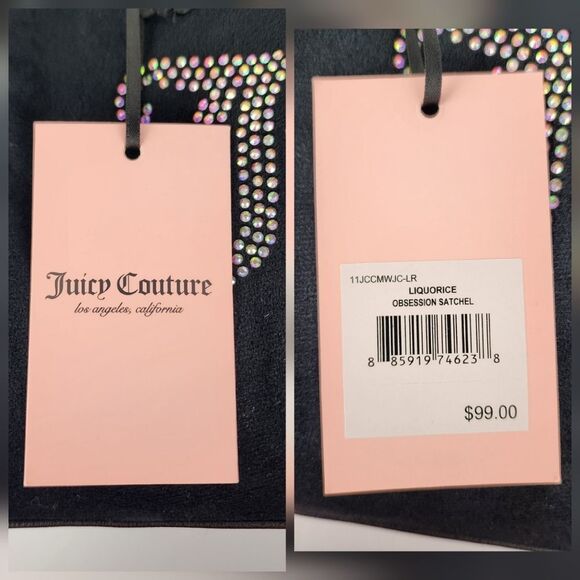 Juicy Couture
los angeles, california
11JCCMWJC-LR
LIQUORICE
OBSESSION SATCHEL
8 85919 74623 8
$99.00